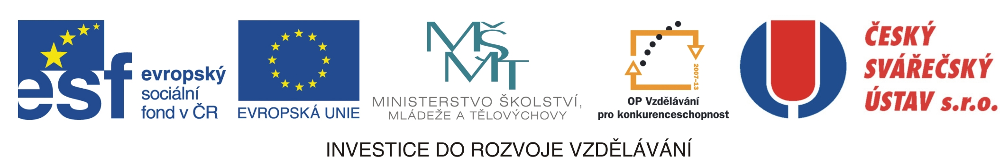 esf
evropský
sociální
fond v ČR
EVROPSKÁ UNIE
MŠMT
MINISTERSTVO ŠKOLSTVÍ,
MLÁDEŽE A TĚLOVÝCHOVY
2007-13
OP Vzdělávání
pro konkurenceschopnost
ČESKÝ
SVÁŘEČSKÝ
ÚSTAV s.r.o.
INVESTICE DO ROZVOJE VZDĚLÁVÁNÍ